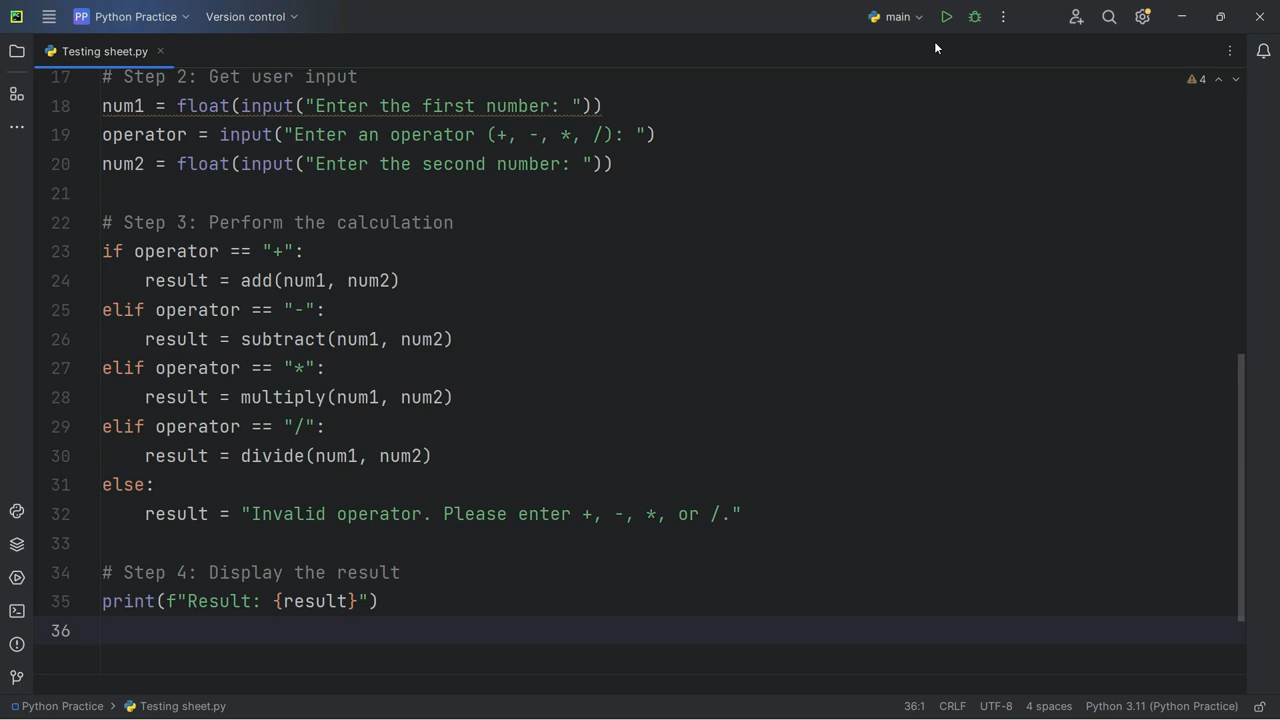 PP Python Practice Version control main
Testing sheet.py
17 # Step 2: Get user input
4
18 num1 = float(input("Enter the first number: "))
19 operator = input("Enter an operator (+, -, *, /): ")
20 num2 = float(input("Enter the second number: "))
21
22 # Step 3: Perform the calculation
23 if operator == "+":
24     result = add(num1, num2)
25 elif operator == "-":
26     result = subtract(num1, num2)
27 elif operator == "*":
28     result = multiply(num1, num2)
29 elif operator == "/":
30     result = divide(num1, num2)
31 else:
32     result = "Invalid operator. Please enter +, -, *, or /."
33
34 # Step 4: Display the result
35 print(f"Result: {result}")
36
Python Practice > Testing sheet.py 36:1 CRLF UTF-8 4 spaces Python 3.11 (Python Practice)